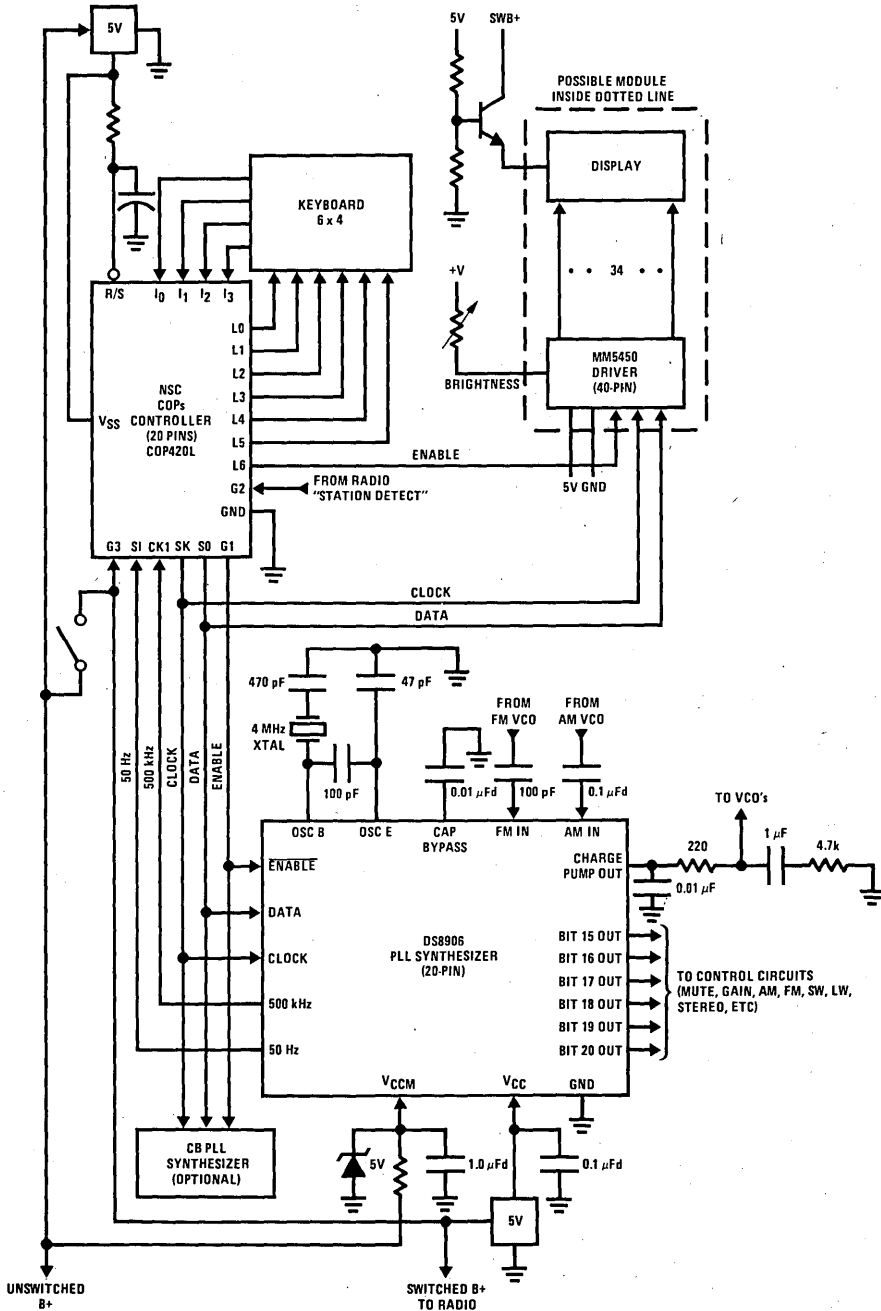 5V
5V
SWB+
POSSIBLE MODULE
INSIDE DOTTED LINE
DISPLAY
KEYBOARD
6 x 4
34
+V
R/S
I0
I1
I2
I3
L0
L1
L2
L3
L4
L5
L6
G2
GND
MM5450
DRIVER
(40-PIN)
BRIGHTNESS
NSC
COPs
CONTROLLER
(20 PINS)
COP420L
VSS
ENABLE
FROM RADIO
"STATION DETECT"
5V GND
G3
SI
CK1
SK
S0
G1
CLOCK
DATA
470 pF
47 pF
4 MHz
XTAL
100 pF
FROM
FM VCO
FROM
AM VCO
0.01 µFd
100 pF
0.1 µFd
50 Hz
500 kHz
CLOCK
DATA
ENABLE
OSC B
OSC E
CAP
BYPASS
FM IN
AM IN
TO VCO's
CHARGE
PUMP OUT
220
1 µF
4.7k
0.01 µF
ENABLE
DATA
CLOCK
500 kHz
50 Hz
DS8906
PLL SYNTHESIZER
(20-PIN)
BIT 15 OUT
BIT 16 OUT
BIT 17 OUT
BIT 18 OUT
BIT 19 OUT
BIT 20 OUT
TO CONTROL CIRCUITS
(MUTE, GAIN, AM, FM, SW, LW,
STEREO, ETC)
VCCM
VCC
GND
CB PLL
SYNTHESIZER
(OPTIONAL)
5V
1.0 µFd
0.1 µFd
5V
UNSWITCHED
B+
SWITCHED B+
TO RADIO